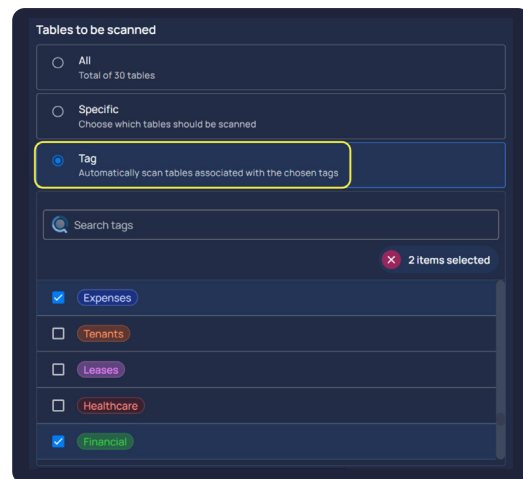 Tables to be scanned
All
Total of 30 tables
Specific
Choose which tables should be scanned
Tag
Automatically scan tables associated with the chosen tags
Search tags
2 items selected
Expenses
Tenants
Leases
Healthcare
Financial